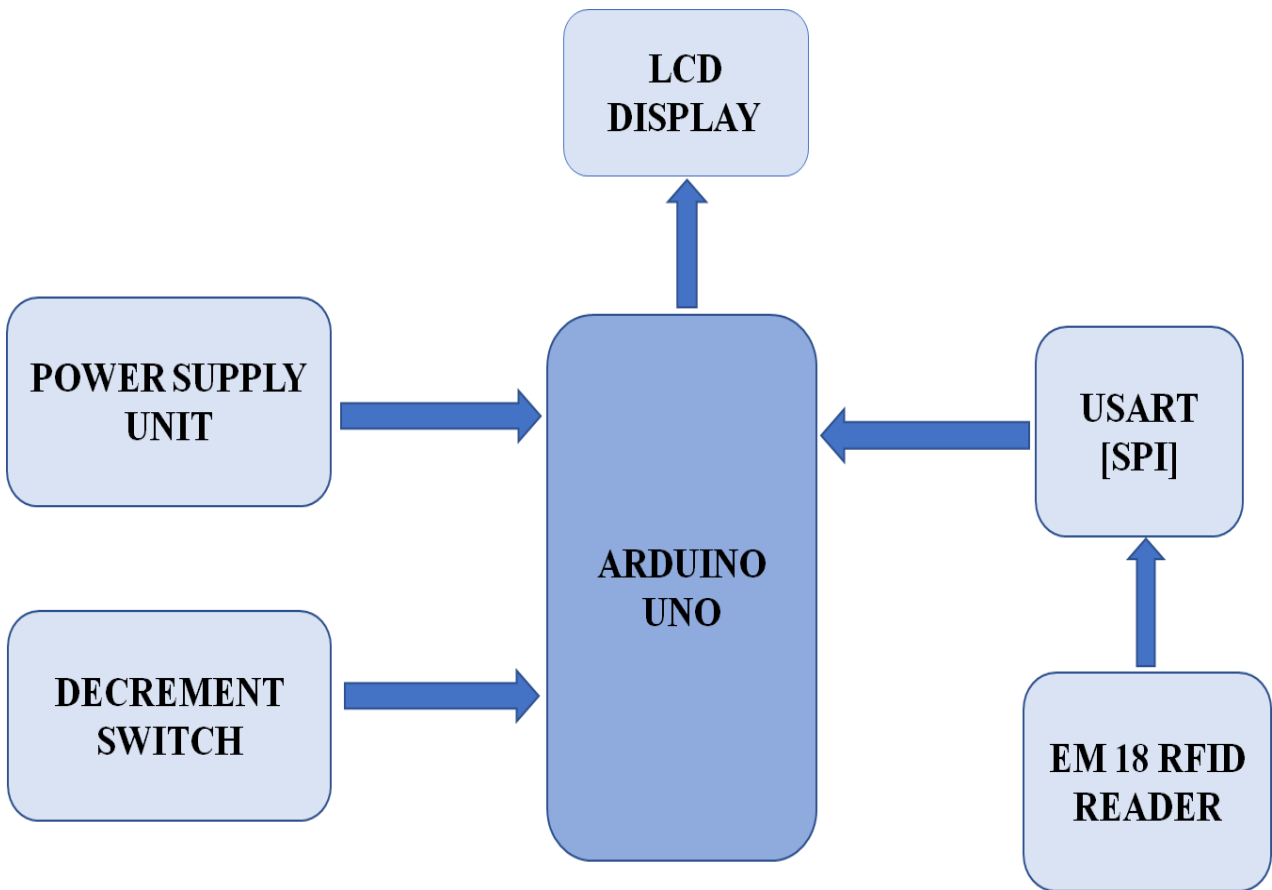 LCD
DISPLAY
POWER SUPPLY
UNIT
USART
[SPI]
ARDUINO
UNO
DECREMENT
SWITCH
EM 18 RFID
READER